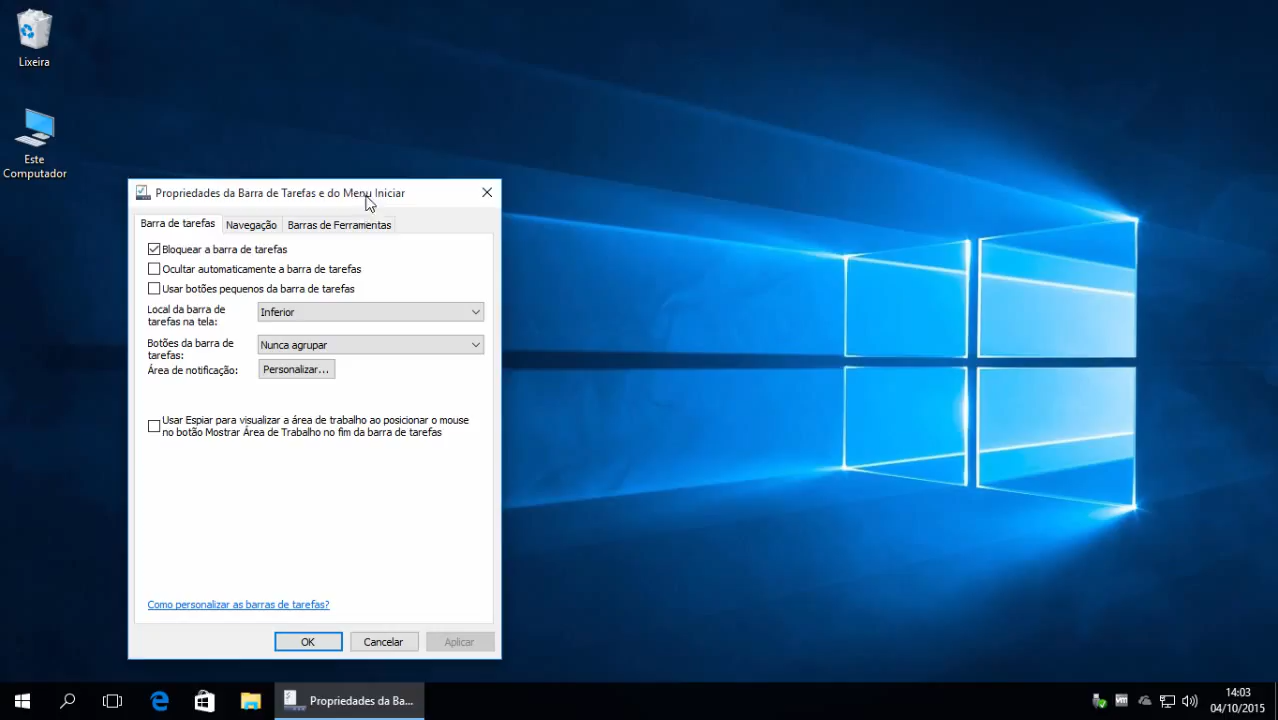 Lixeira
Este
Computador
Propriedades da Barra de Tarefas e do Menu Iniciar
Barra de tarefas
Navegação
Barras de Ferramentas
Bloquear a barra de tarefas
Ocultar automaticamente a barra de tarefas
Usar botões pequenos da barra de tarefas
Local da barra de
tarefas na tela:
Inferior
Botões da barra de
tarefas:
Nunca agrupar
Área de notificação:
Personalizar...
Usar Espiar para visualizar a área de trabalho ao posicionar o mouse
no botão Mostrar Área de Trabalho no fim da barra de tarefas
Como personalizar as barras de tarefas?
OK
Cancelar
Aplicar
Propriedades da Ba...
14:03
04/10/2015